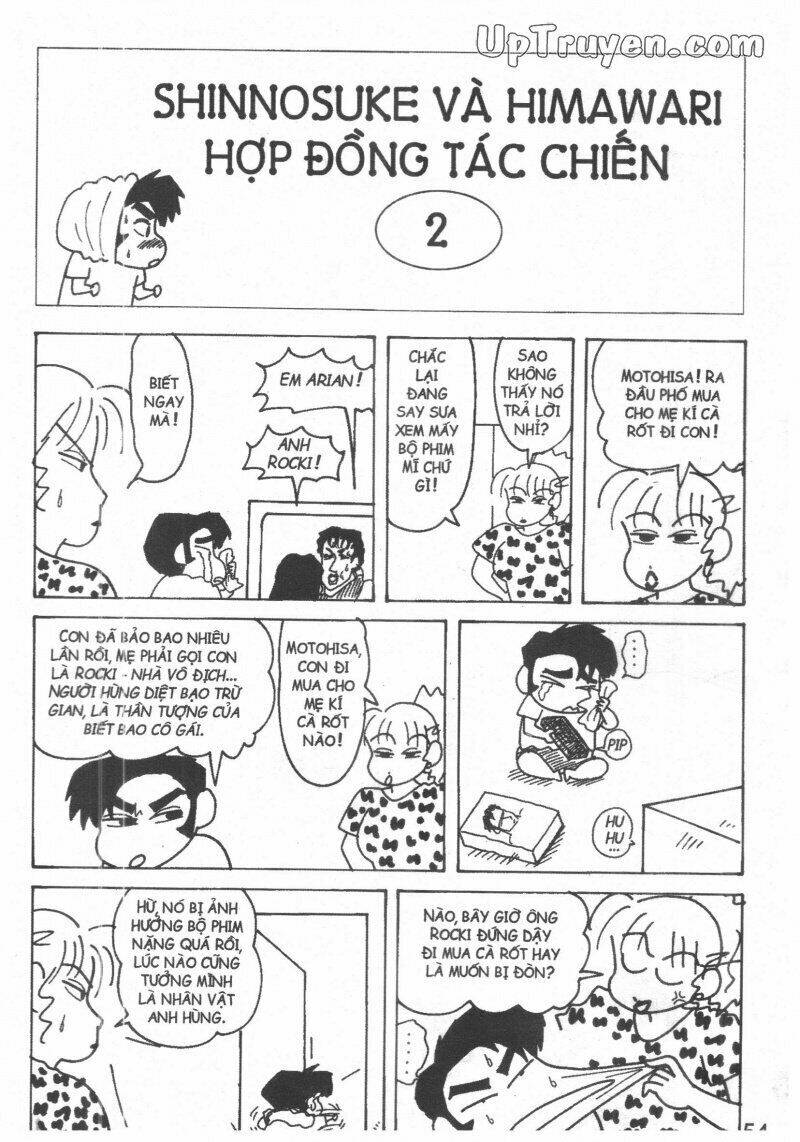 UpTruyen.com
SHINNOSUKE VÀ HIMAWARI
HỢP ĐỒNG TÁC CHIẾN
2
MOTOHISA! RA
ĐẦU PHỐ MUA
CHO MẸ KÍ CÀ
RỐT ĐI CON!
SAO
KHÔNG
THẤY NÓ
TRẢ LỜI
NHỈ?
CHẮC
LẠI
ĐANG
SAY SƯA
XEM MẤY
BỘ PHIM
MĨ CHỨ
GÌ!
EM ARIAN!
ANH
ROCKI!
BIẾT
NGAY
MÀ!
....
PIP
HU
HU
...
MOTOHISA,
CON ĐI
MUA CHO
MẸ KÍ
CÀ RỐT
NÀO!
CON ĐÃ BẢO BAO NHIÊU
LẦN RỒI, MẸ PHẢI GỌI CON
LÀ ROCKI - NHÀ VÔ ĐỊCH...
NGƯỜI HÙNG DIỆT BẠO TRỪ
GIAN, LÀ THẦN TƯỢNG CỦA
BIẾT BAO CÔ GÁI.
NÀO, BÂY GIỜ ÔNG
ROCKI ĐỨNG DẬY
ĐI MUA CÀ RỐT HAY
LÀ MUỐN BỊ ĐÒN?
....
HỪ, NÓ BỊ ẢNH
HƯỞNG BỘ PHIM
NẶNG QUÁ RỒI,
LÚC NÀO CŨNG
TƯỞNG MÌNH
LÀ NHÂN VẬT
ANH HÙNG.